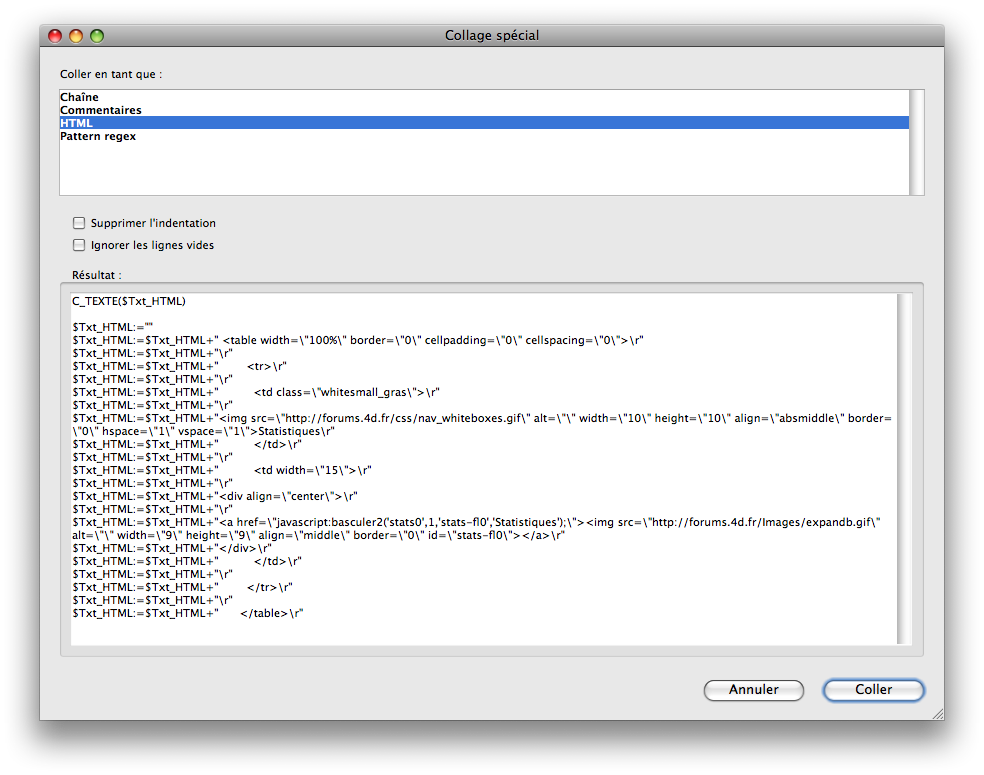 Collage spécial
Coller en tant que :
Chaîne
Commentaires
HTML
Pattern regex
Supprimer l'indentation
Ignorer les lignes vides
Résultat :
C_TEXTE($Txt_HTML)
$Txt_HTML:=""
$Txt_HTML:=$Txt_HTML+" <table width=\"100%\" border=\"0\" cellpadding=\"0\" cellspacing=\"0\">\r"
$Txt_HTML:=$Txt_HTML+"\r"
$Txt_HTML:=$Txt_HTML+"        <tr>\r"
$Txt_HTML:=$Txt_HTML+"\r"
$Txt_HTML:=$Txt_HTML+"          <td class=\"whitesmall_gras\">\r"
$Txt_HTML:=$Txt_HTML+"\r"
$Txt_HTML:=$Txt_HTML+"<img src=\"http://forums.4d.fr/css/nav_whiteboxes.gif\" alt=\"\" width=\"10\" height=\"10\" align=\"absmiddle\" border=
\"0\" hspace=\"1\" vspace=\"1\">Statistiques\r"
$Txt_HTML:=$Txt_HTML+"          </td>\r"
$Txt_HTML:=$Txt_HTML+"\r"
$Txt_HTML:=$Txt_HTML+"          <td width=\"15\">\r"
$Txt_HTML:=$Txt_HTML+"\r"
$Txt_HTML:=$Txt_HTML+"<div align=\"center\">\r"
$Txt_HTML:=$Txt_HTML+"\r"
$Txt_HTML:=$Txt_HTML+"<a href=\"javascript:basculer2('stats0',1,'stats-fl0','Statistiques');\"><img src=\"http://forums.4d.fr/Images/expandb.gif\"
alt=\"\" width=\"9\" height=\"9\" align=\"middle\" border=\"0\" id=\"stats-fl0\"></a>\r"
$Txt_HTML:=$Txt_HTML+"</div>\r"
$Txt_HTML:=$Txt_HTML+"          </td>\r"
$Txt_HTML:=$Txt_HTML+"\r"
$Txt_HTML:=$Txt_HTML+"        </tr>\r"
$Txt_HTML:=$Txt_HTML+"\r"
$Txt_HTML:=$Txt_HTML+"      </table>\r"
Annuler
Coller